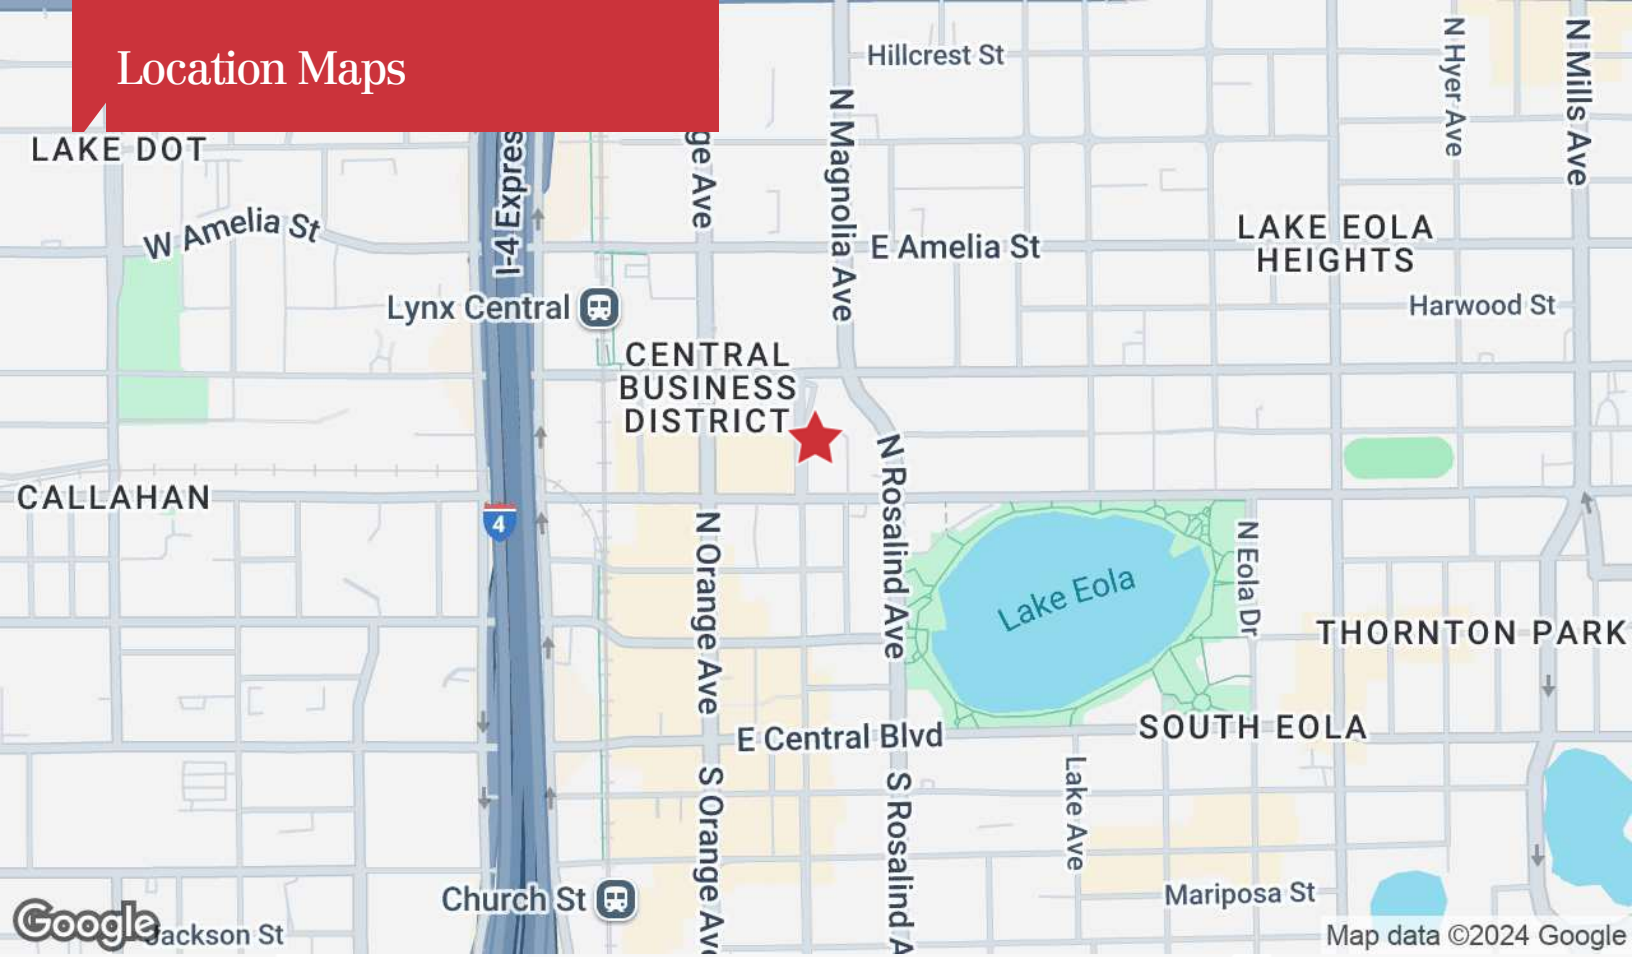 Location Maps
Hillcrest St
N Hyer Ave
N Mills Ave
LAKE DOT
I-4 Express
ge Ave
N Magnolia Ave
W Amelia St
E Amelia St
LAKE EOLA
HEIGHTS
Lynx Central
Harwood St
CENTRAL
BUSINESS
DISTRICT
CALLAHAN
4
N Orange Ave
N Rosalind Ave
Lake Eola
N Eola Dr
THORNTON PARK
E Central Blvd
SOUTH EOLA
S Orange Ave
S Rosalind A
Lake Ave
Church St
Mariposa St
Google
Jackson St
Map data ©2024 Google